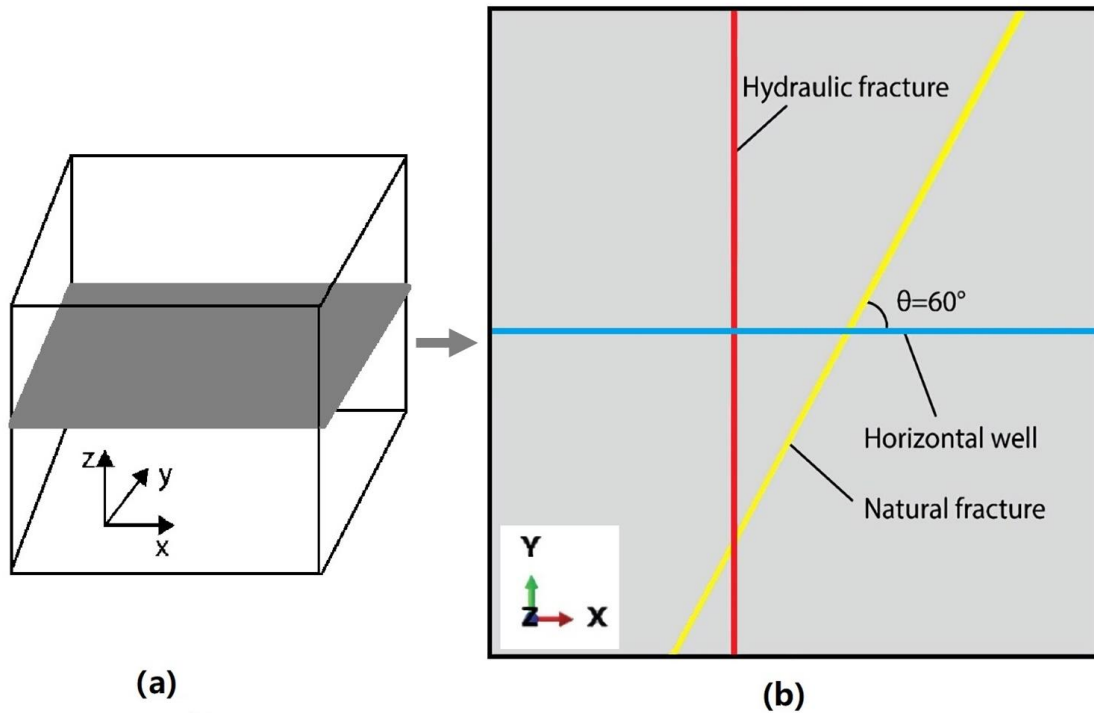 z
y
x
(a)
Hydraulic fracture
θ=60°
Horizontal well
Natural fracture
Y
Z
X
(b)